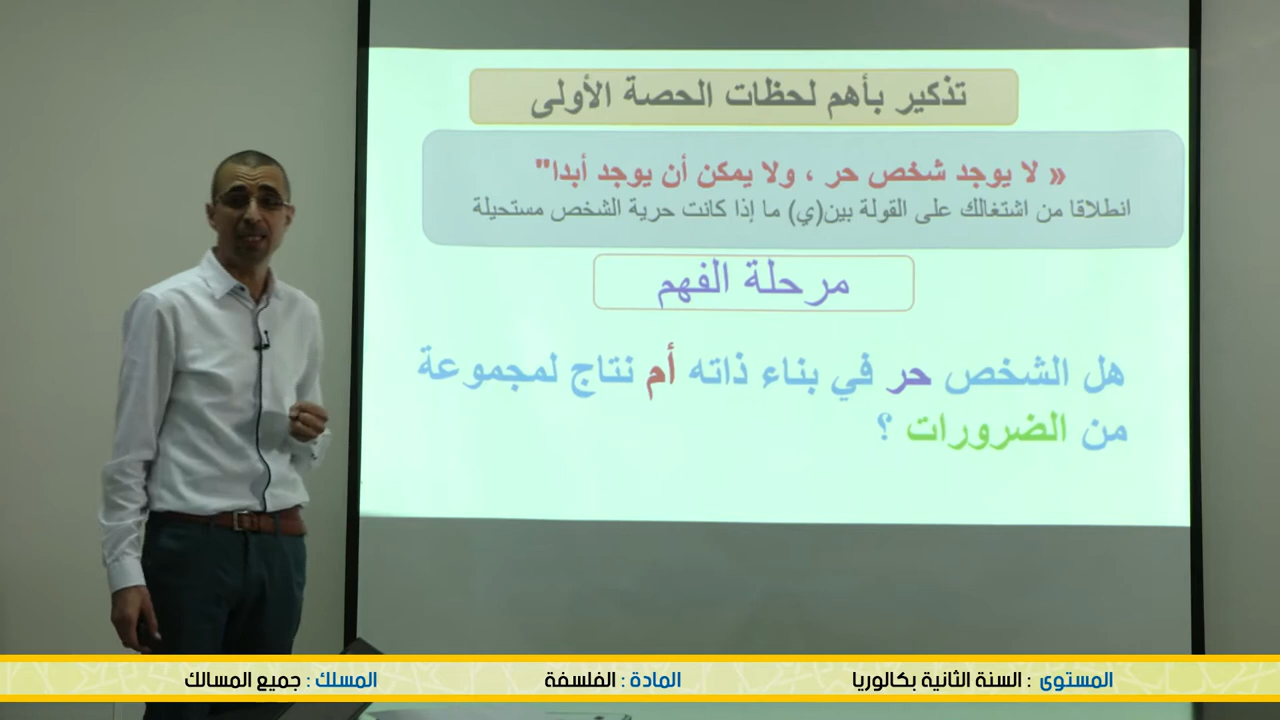 تذكير بأهم لحظات الحصة الأولى
« لا يوجد شخص حر ، ولا يمكن أن يوجد أبدا"
انطلاقا من اشتغالك على القولة بين(ي) ما إذا كانت حرية الشخص مستحيلة
مرحلة الفهم
هل الشخص حر في بناء ذاته أم نتاج لمجموعة
من الضرورات ؟
المستوى : السنة الثانية بكالوريا المادة : الفلسفة المسلك : جميع المسالك